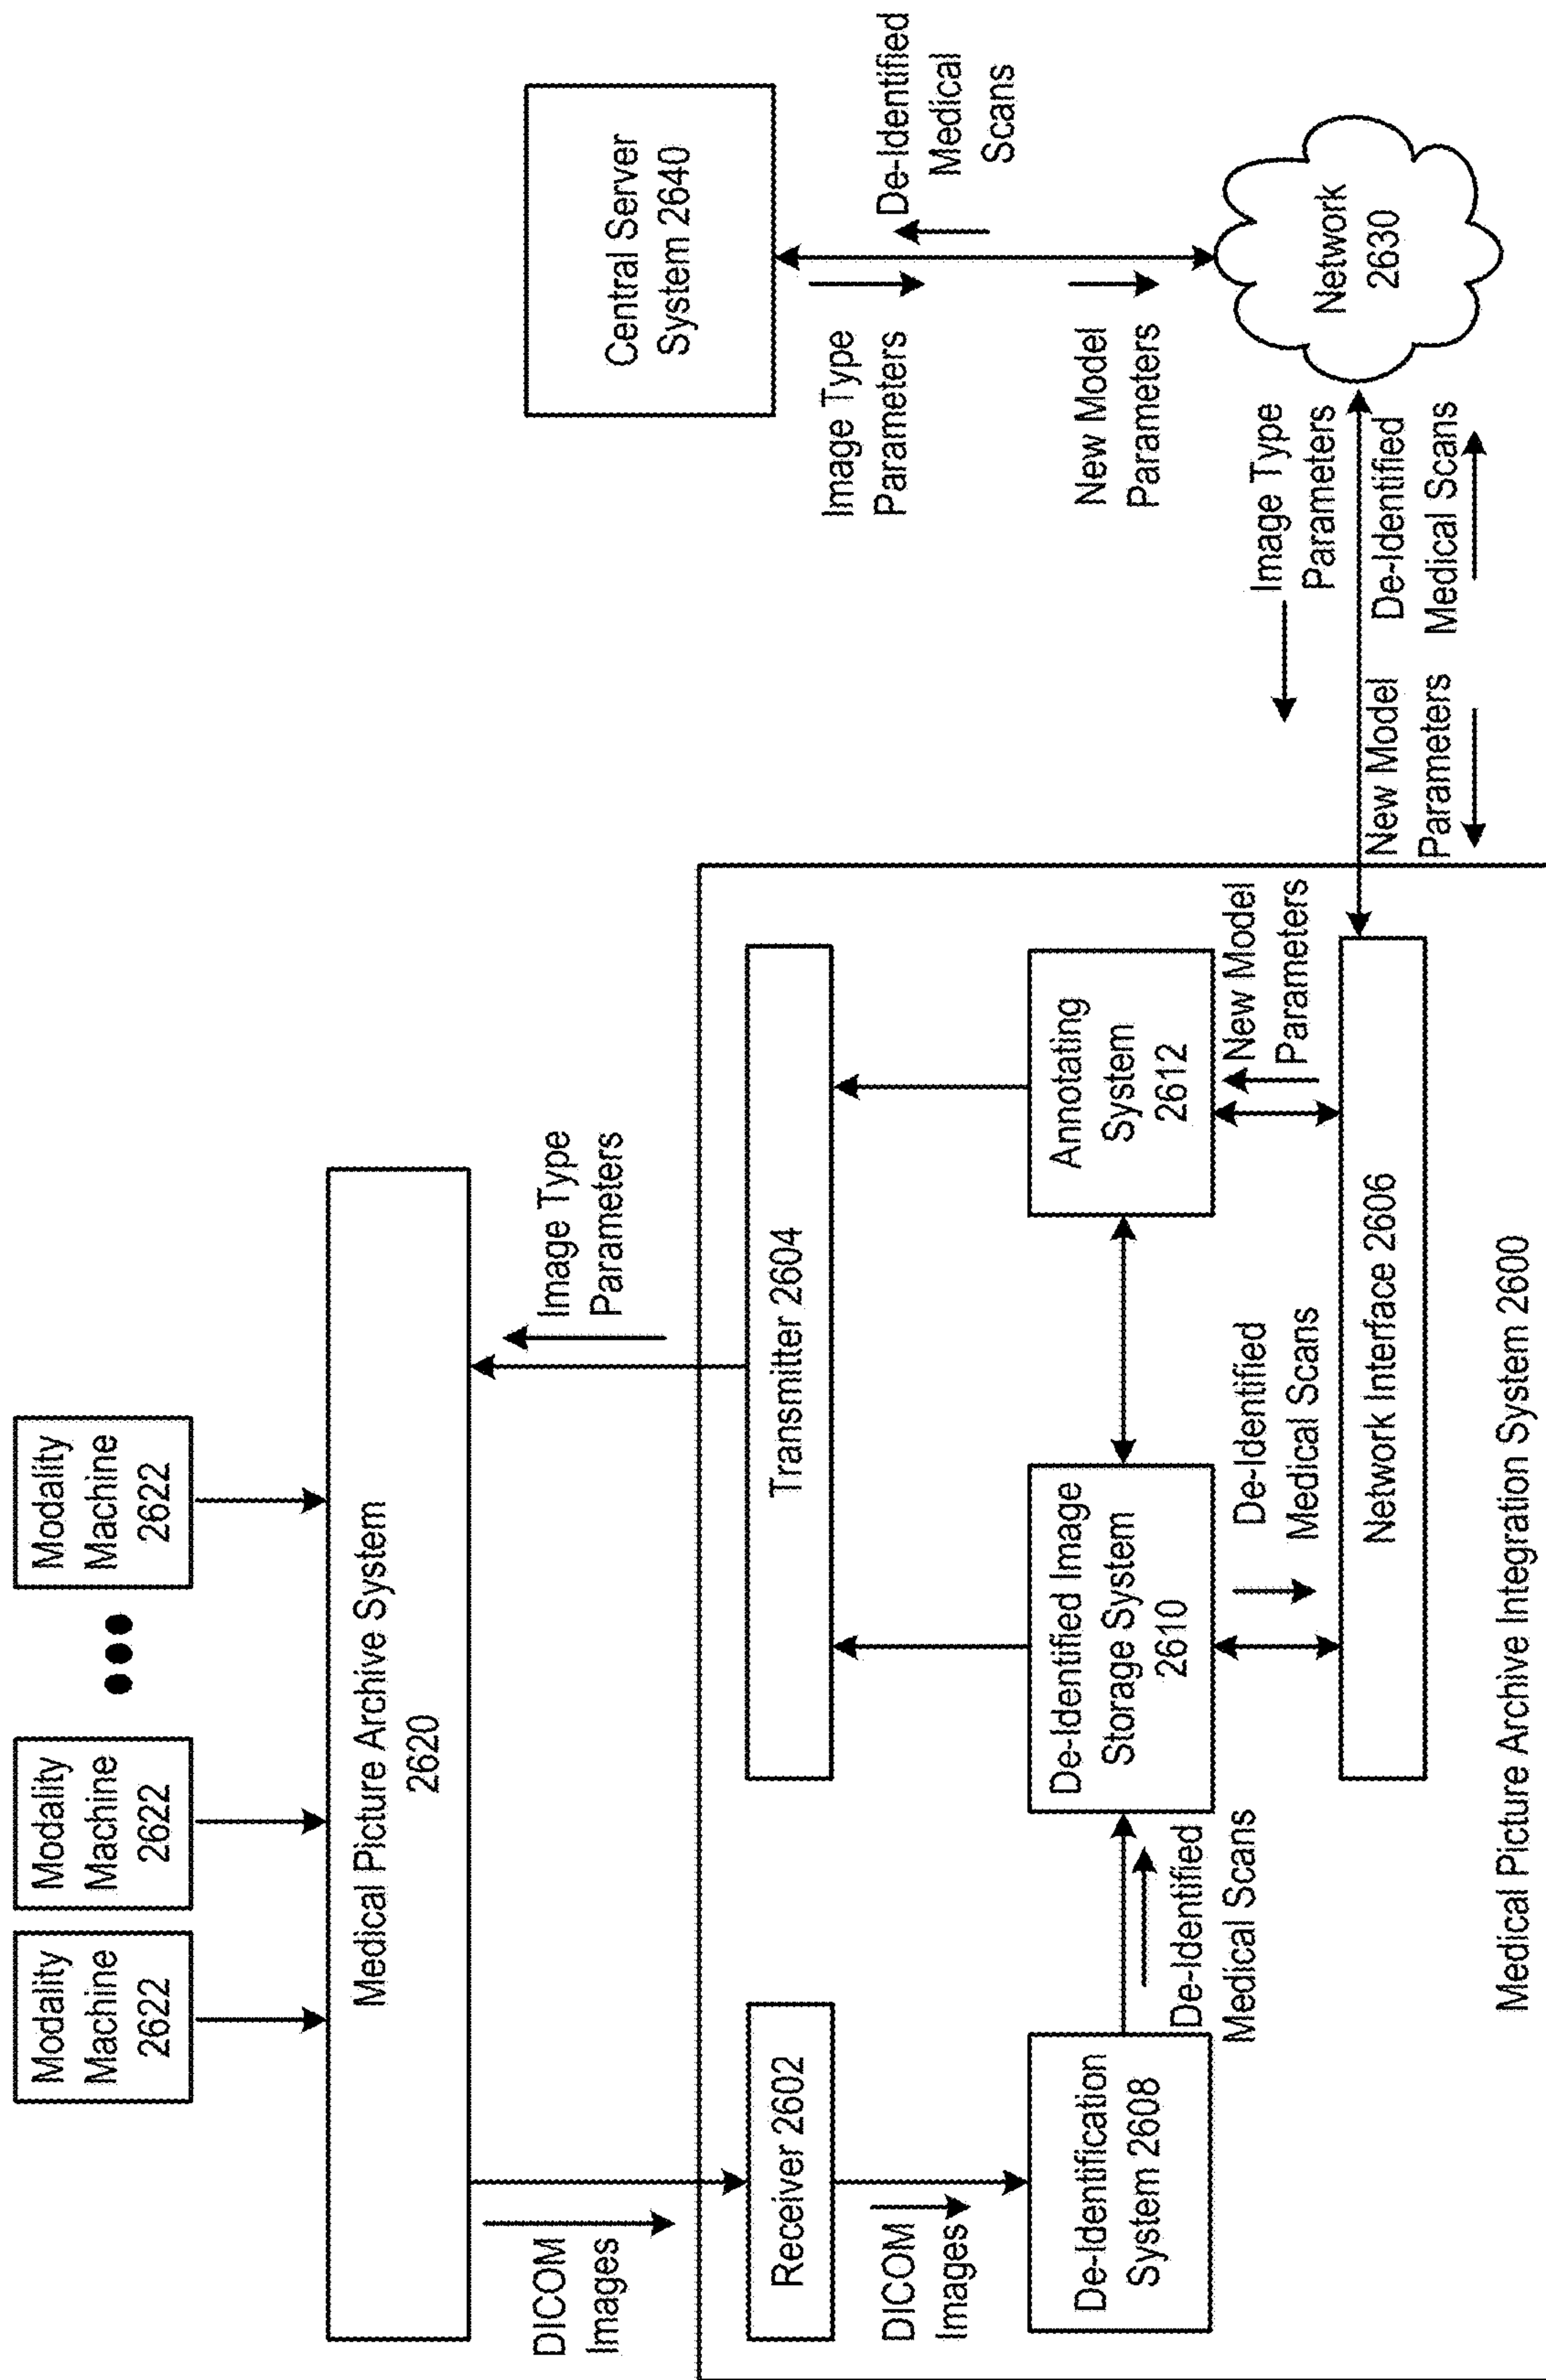 Modality
Machine
2622
Modality
Machine
2622
Modality
Machine
2622
Medical Picture Archive System
2620
DICOM
Images
Image Type
Parameters
Receiver 2602
Transmitter 2604
DICOM
Images
De-Identification
System 2608
De-Identified
Medical Scans
De-Identified Image
Storage System
2610
Annotating
System
2612
De-Identified
Medical Scans
New Model
Parameters
Network Interface 2606
Medical Picture Archive Integration System 2600
Central Server
System 2640
Image Type
Parameters
De-Identified
Medical
Scans
New Model
Parameters
Image Type
Parameters
New Model
Parameters
De-Identified
Medical Scans
Network
2630